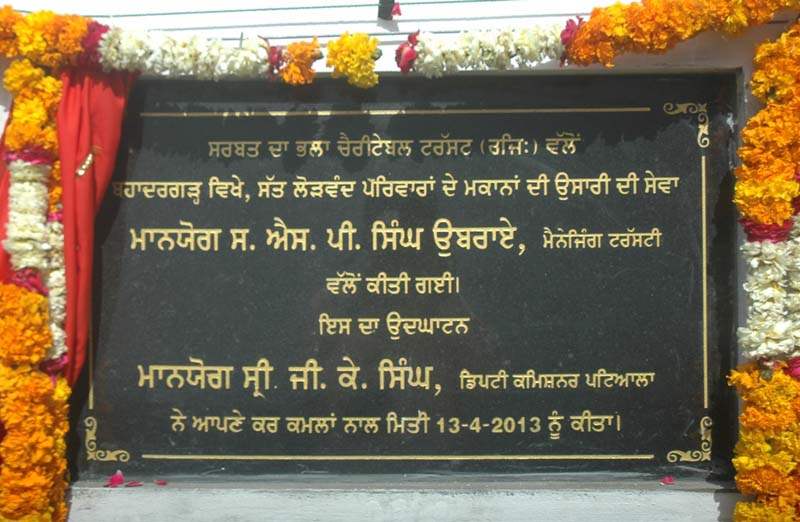 ਸਰਬਤ ਦਾ ਭਲਾ ਚੈਰੀਟੇਬਲ ਟਰੱਸਟ (ਰਜਿ:) ਵੱਲੋਂ
ਬਹਾਦਰਗੜ੍ਹ ਵਿਖੇ, ਸੱਤ ਲੋੜਵੰਦ ਪਰਿਵਾਰਾਂ ਦੇ ਮਕਾਨਾਂ ਦੀ ਉਸਾਰੀ ਦੀ ਸੇਵਾ
ਮਾਨਯੋਗ ਸ. ਐਸ. ਪੀ. ਸਿੰਘ ਉਬਰਾਏ, ਮੈਨੇਜਿੰਗ ਟਰੱਸਟੀ
ਵੱਲੋਂ ਕੀਤੀ ਗਈ।
ਇਸ ਦਾ ਉਦਘਾਟਨ
ਮਾਨਯੋਗ ਸ੍ਰੀ ਜੀ. ਕੇ. ਸਿੰਘ, ਡਿਪਟੀ ਕਮਿਸ਼ਨਰ ਪਟਿਆਲਾ
ਨੇ ਆਪਣੇ ਕਰ ਕਮਲਾਂ ਨਾਲ ਮਿਤੀ 13-4-2013 ਨੂੰ ਕੀਤਾ।